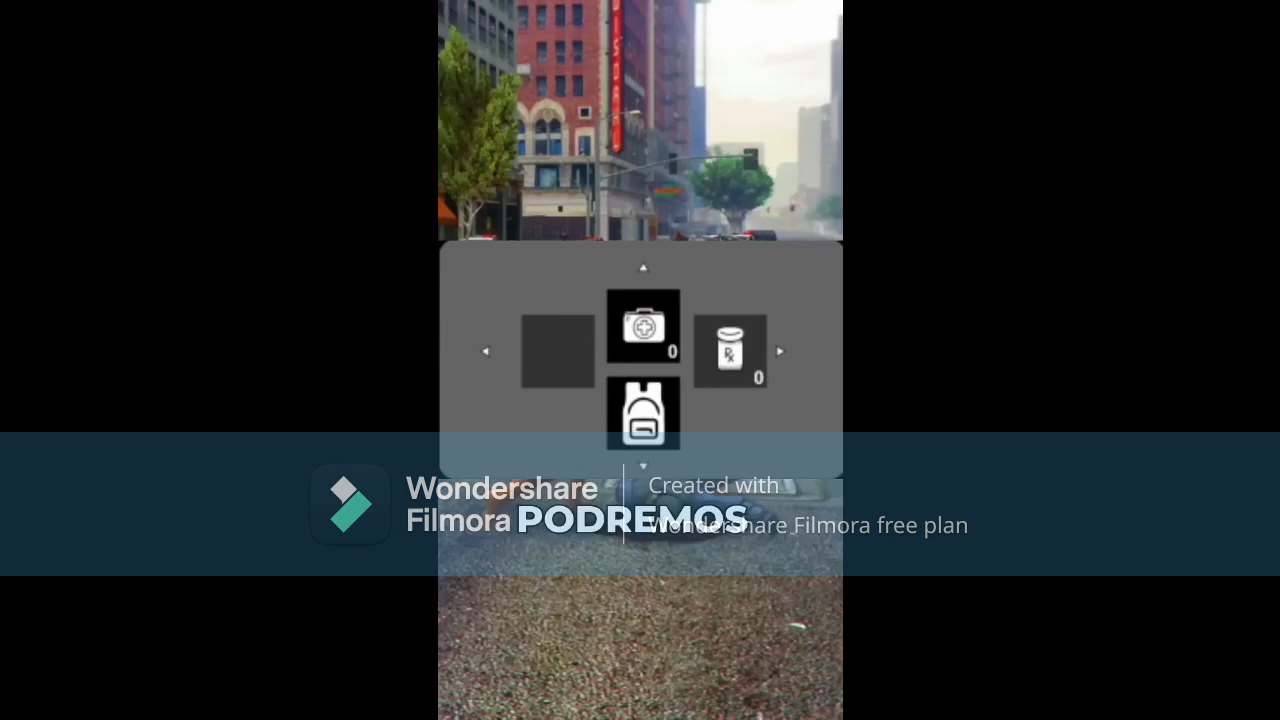 0
℞
0
Wondershare
Filmora
Created with
Wondershare Filmora free plan
PODREMOS